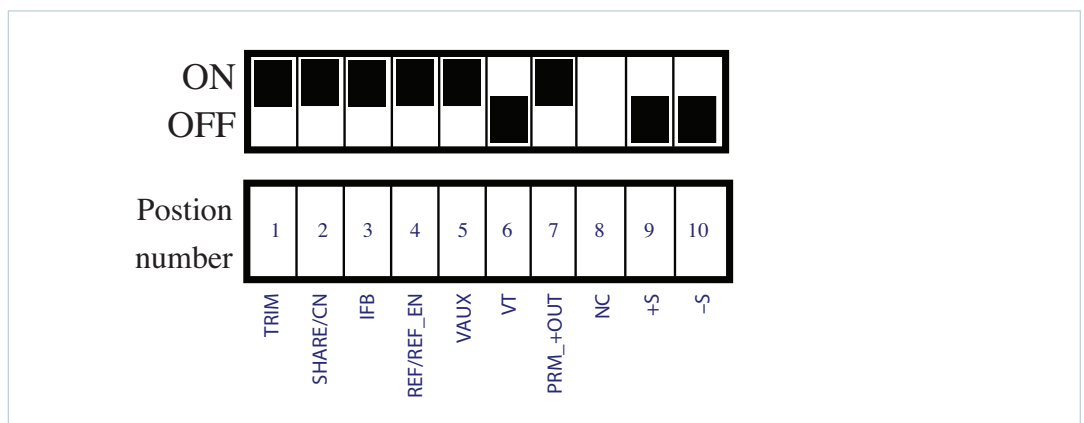 ON
OFF
Postion
number
1 2 3 4 5 6 7 8 9 10
TRIM
SHARE/CN
IFB
REF/REF_EN
VAUX
VT
PRM_+OUT
NC
+S
–S